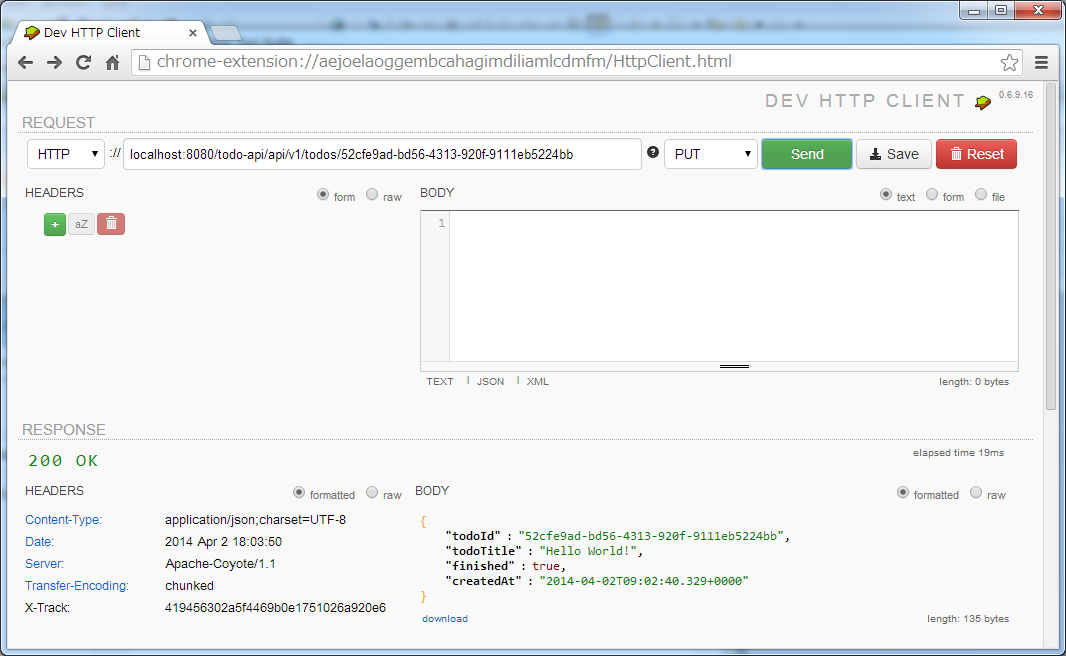 Dev HTTP Client
chrome-extension://aejoelaoggembcahagimdiliamlcdmfm/HttpClient.html
DEV HTTP CLIENT 0.6.9.16
REQUEST
HTTP :// localhost:8080/todo-api/api/v1/todos/52cfe9ad-bd56-4313-920f-9111eb5224bb PUT Send Save Reset
HEADERS form raw BODY text form file
+ aZ
1
TEXT JSON XML length: 0 bytes
RESPONSE
200 OK elapsed time 19ms
HEADERS formatted raw BODY formatted raw
Content-Type: application/json;charset=UTF-8
Date: 2014 Apr 2 18:03:50
Server: Apache-Coyote/1.1
Transfer-Encoding: chunked
X-Track: 419456302a5f4469b0e1751026a920e6
{
"todoId" : "52cfe9ad-bd56-4313-920f-9111eb5224bb",
"todoTitle" : "Hello World!",
"finished" : true,
"createdAt" : "2014-04-02T09:02:40.329+0000"
}
download length: 135 bytes